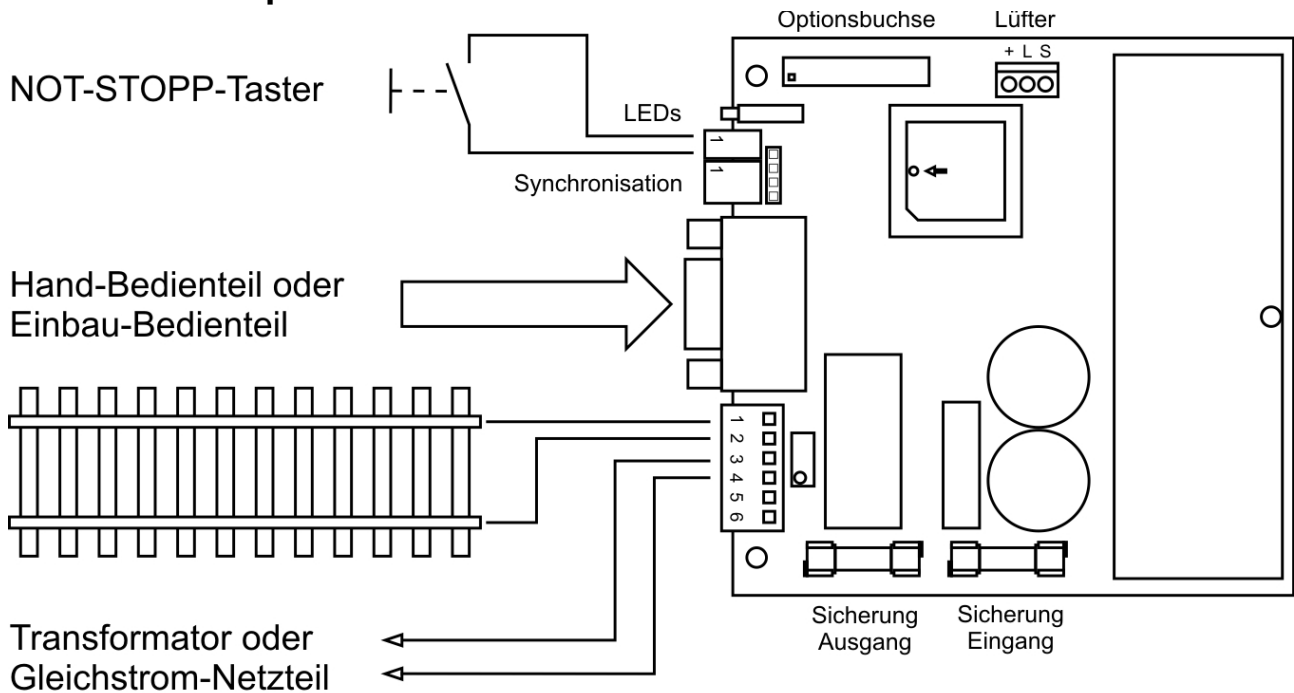 Optionsbuchse
Lüfter
+ L S
NOT-STOPP-Taster
LEDs
1
1
Synchronisation
Hand-Bedienteil oder
Einbau-Bedienteil
1
2
3
4
5
6
Sicherung
Ausgang
Sicherung
Eingang
Transformator oder
Gleichstrom-Netzteil